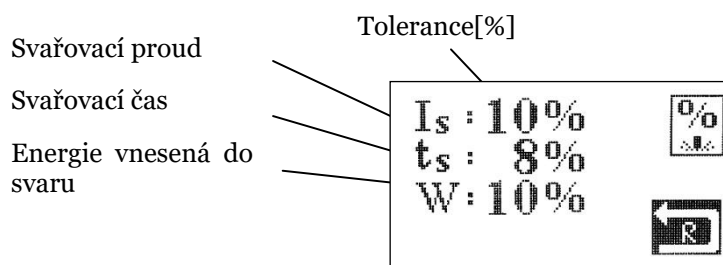 Tolerance[%]
Svařovací proud
Svařovací čas
Energie vnesená do
svaru
Is : 10%
ts : 8%
W : 10%
%
R